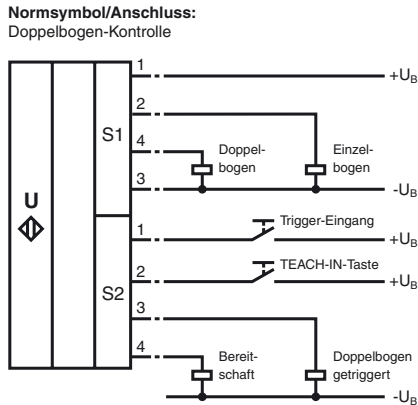 Normsymbol/Anschluss:
Doppelbogen-Kontrolle
1
+UB
2
S1
4
Doppel-
bogen
Einzel-
bogen
3
-UB
U
1
Trigger-Eingang
+UB
2
TEACH-IN-Taste
+UB
S2
3
4
Bereit-
schaft
Doppelbogen
getriggert
-UB